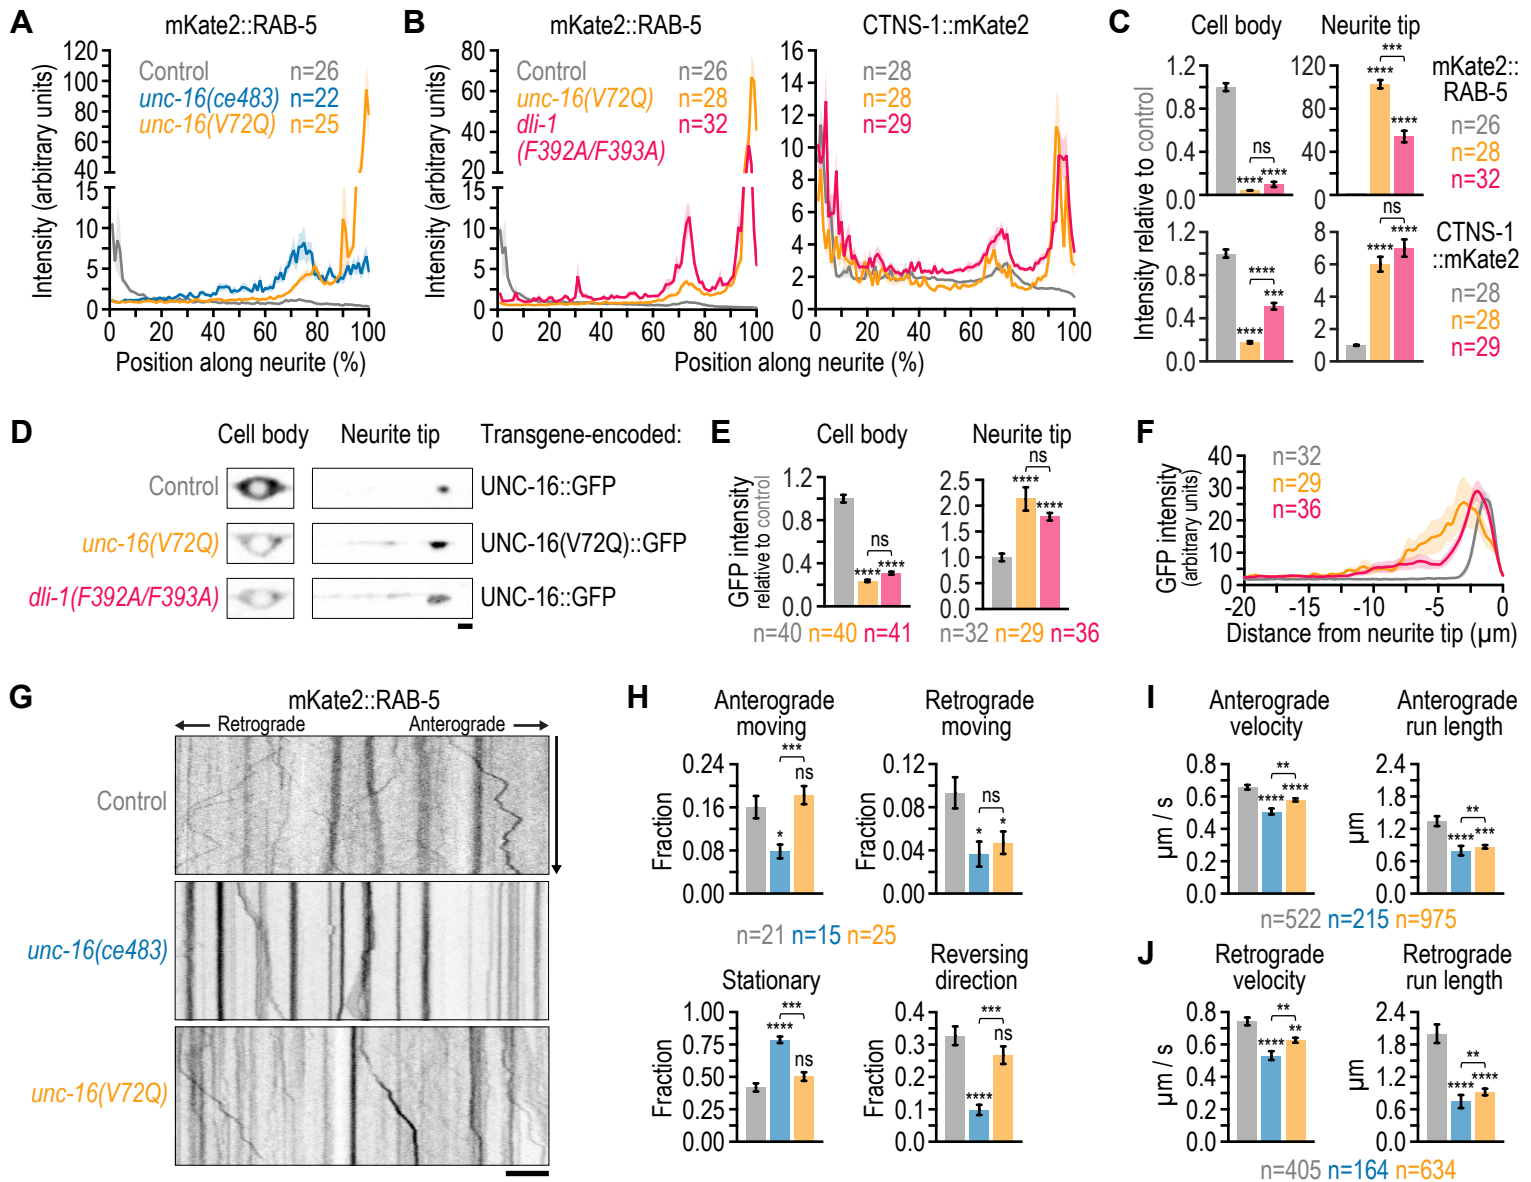 A
mKate2::RAB-5
Intensity (arbitrary units)
120
100
80
60
40
15
10
5
0
Control n=26
unc-16(ce483) n=22
unc-16(V72Q) n=25
0 20 40 60 80 100
Position along neurite (%)
B
mKate2::RAB-5
Intensity (arbitrary units)
80
60
40
20
15
10
5
0
Control n=26
unc-16(V72Q) n=28
dli-1 n=32
(F392A/F393A)
0 20 40 60 80 100
CTNS-1::mKate2
16
14
12
10
8
6
4
2
0
n=28
n=28
n=29
0 20 40 60 80 100
Position along neurite (%)
C
Cell body Neurite tip
Intensity relative to control
1.2
0.8
0.4
0.0
ns
**** ****
120
80
40
0
***
****
****
mKate2::
RAB-5
n=26
n=28
n=32
1.2
0.8
0.4
0.0
****
***
****
8
6
4
2
0
ns
****
****
CTNS-1
::mKate2
n=28
n=28
n=29
D
Cell body Neurite tip Transgene-encoded:
Control UNC-16::GFP
unc-16(V72Q) UNC-16(V72Q)::GFP
dli-1(F392A/F393A) UNC-16::GFP
E
Cell body Neurite tip
GFP intensity
relative to control
1.2
0.8
0.4
0.0
ns
**** ****
n=40 n=40 n=41
2.5
2.0
1.5
1.0
0.5
0.0
ns
****
****
n=32 n=29 n=36
F
GFP intensity
(arbitrary units)
40
30
20
10
0
n=32
n=29
n=36
-20 -15 -10 -5 0
Distance from neurite tip (µm)
G
mKate2::RAB-5
Retrograde Anterograde
Control
unc-16(ce483)
unc-16(V72Q)
H
Anterograde
moving
Fraction
0.24
0.16
0.08
0.00
***
ns
*
Retrograde
moving
Fraction
0.12
0.08
0.04
0.00
ns
* *
n=21 n=15 n=25
Stationary
Fraction
1.00
0.75
0.50
0.25
0.00
***
****
ns
Reversing
direction
Fraction
0.4
0.3
0.2
0.1
0.0
***
ns
****
I
Anterograde
velocity
µm / s
0.8
0.6
0.4
0.2
0.0
**
**** ****
Anterograde
run length
µm
2.4
1.8
1.2
0.6
0.0
**
**** ***
n=522 n=215 n=975
J
Retrograde
velocity
µm / s
0.8
0.6
0.4
0.2
0.0
**
**
****
Retrograde
run length
µm
2.4
1.8
1.2
0.6
0.0
**
****
****
n=405 n=164 n=634